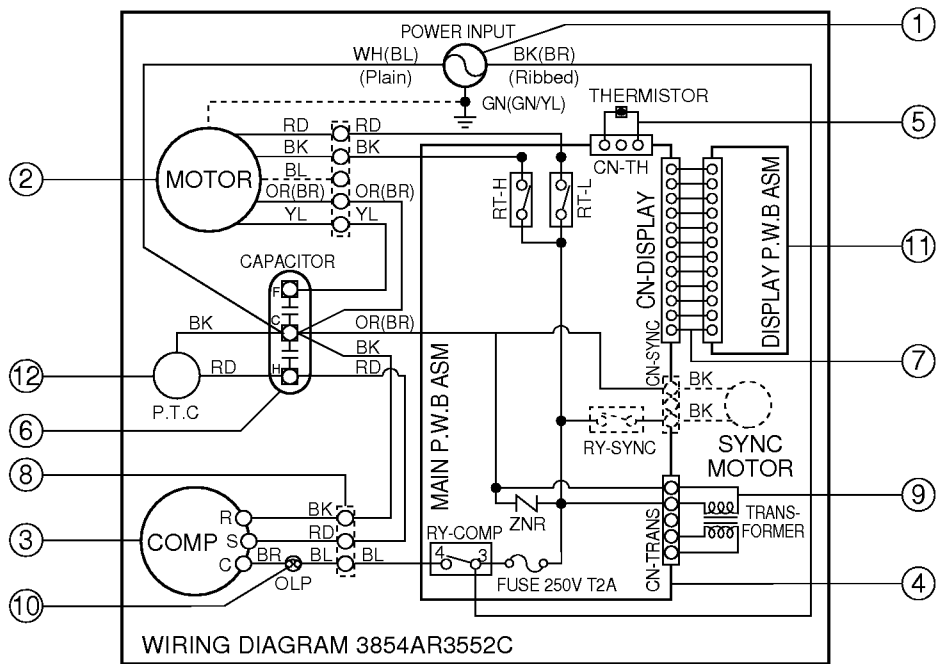 POWER INPUT
1
WH(BL)
BK(BR)
(Plain)
(Ribbed)
GN(GN/YL)
THERMISTOR
5
RD
RD
BK
BK
2
MOTOR
BL
CN-TH
OR(BR)
OR(BR)
YL
YL
RT-H
RT-L
CN-DISPLAY
DISPLAY P.W.B ASM
11
CAPACITOR
F
C
BK
OR(BR)
BK
CN-SYNC
7
12
RD
H
RD
P.T.C
BK
BK
6
MAIN P.W.B ASM
RY-SYNC
SYNC
MOTOR
8
9
R
BK
ZNR
TRANS-
FORMER
3
COMP
S
RD
RY-COMP
CN-TRANS
C
BR
BL
BL
4
3
OLP
FUSE 250V T2A
4
10
WIRING DIAGRAM 3854AR3552C